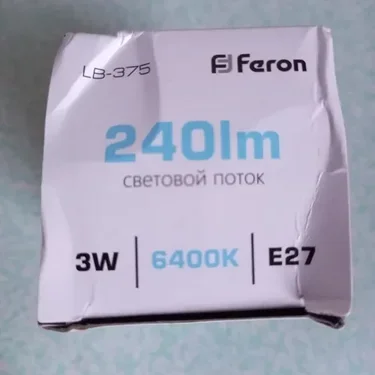 LB-375 Feron
240lm
СВЕТОВОЙ ПОТОК
3W | 6400K | E27